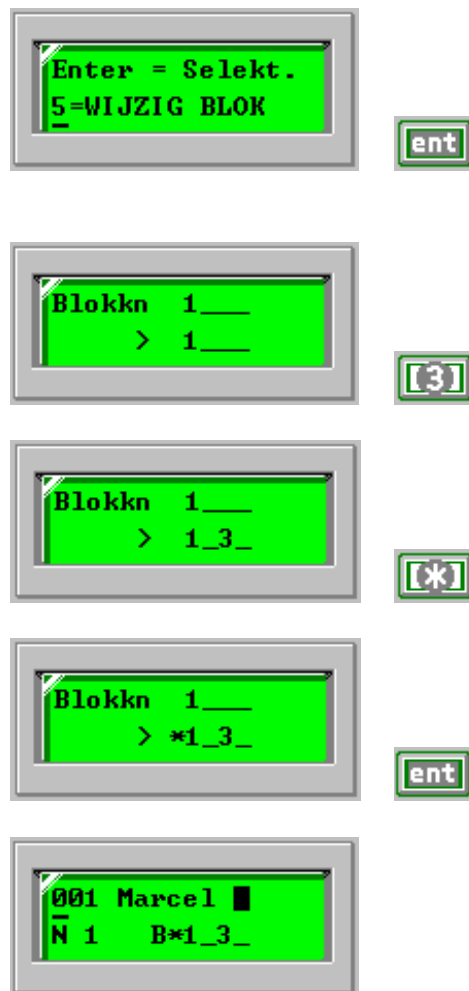 Enter = Selekt.
5=WIJZIG BLOK
ent
Blokkn 1___
> 1___
(3)
Blokkn 1___
> 1_3_
(*)
Blokkn 1___
> *1_3_
ent
001 Marcel
N 1 B*1_3_